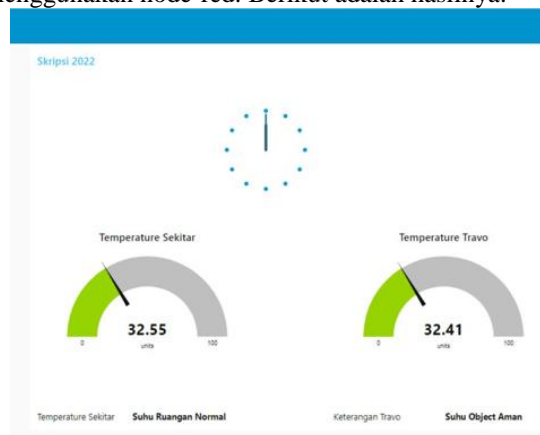 menggunakan node-red. Berikut adalah hasilnya:
Skripsi 2022
Temperature Sekitar
Temperature Travo
32.55
units
0
100
32.41
units
0
100
Temperature Sekitar Suhu Ruangan Normal
Keterangan Travo Suhu Object Aman